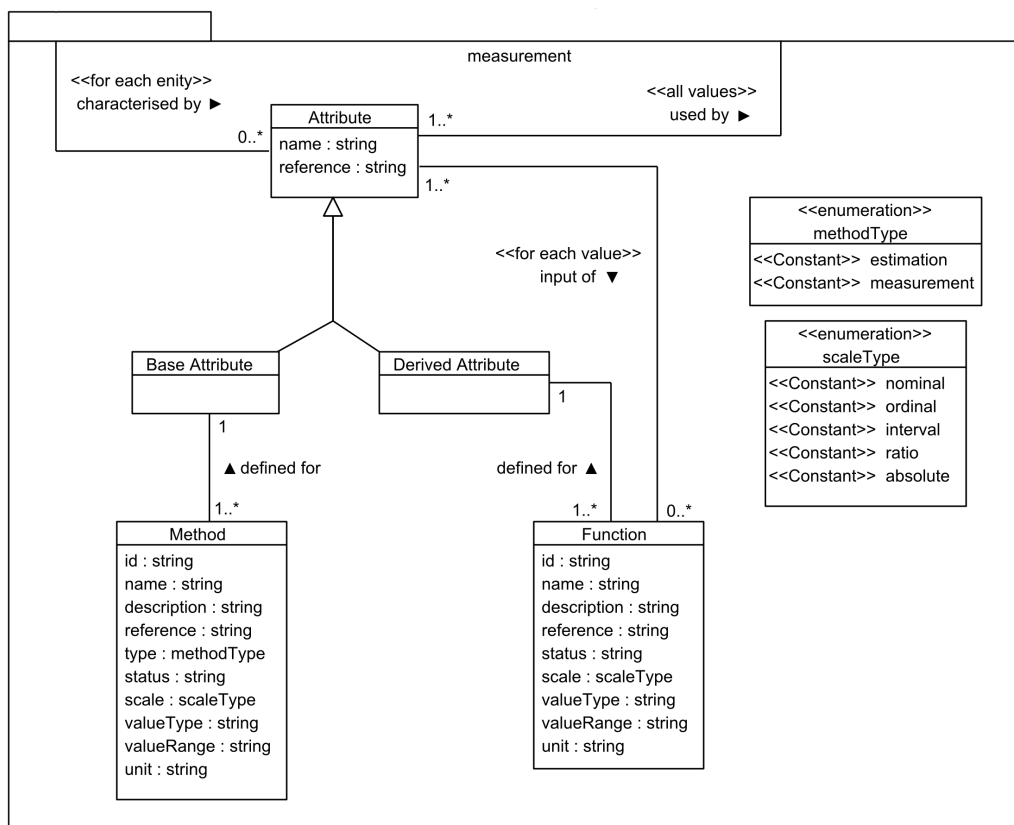 measurement
<<for each enity>>
characterised by ►
<<all values>>
used by ►
0..*
1..*
Attribute
name : string
reference : string
1..*
<<for each value>>
input of ▼
<<enumeration>>
methodType
<<Constant>> estimation
<<Constant>> measurement
<<enumeration>>
scaleType
<<Constant>> nominal
<<Constant>> ordinal
<<Constant>> interval
<<Constant>> ratio
<<Constant>> absolute
Base Attribute
Derived Attribute
1
1
▲ defined for
defined for ▲
1..*
1..*
0..*
Method
id : string
name : string
description : string
reference : string
type : methodType
status : string
scale : scaleType
valueType : string
valueRange : string
unit : string
Function
id : string
name : string
description : string
reference : string
status : string
scale : scaleType
valueType : string
valueRange : string
unit : string